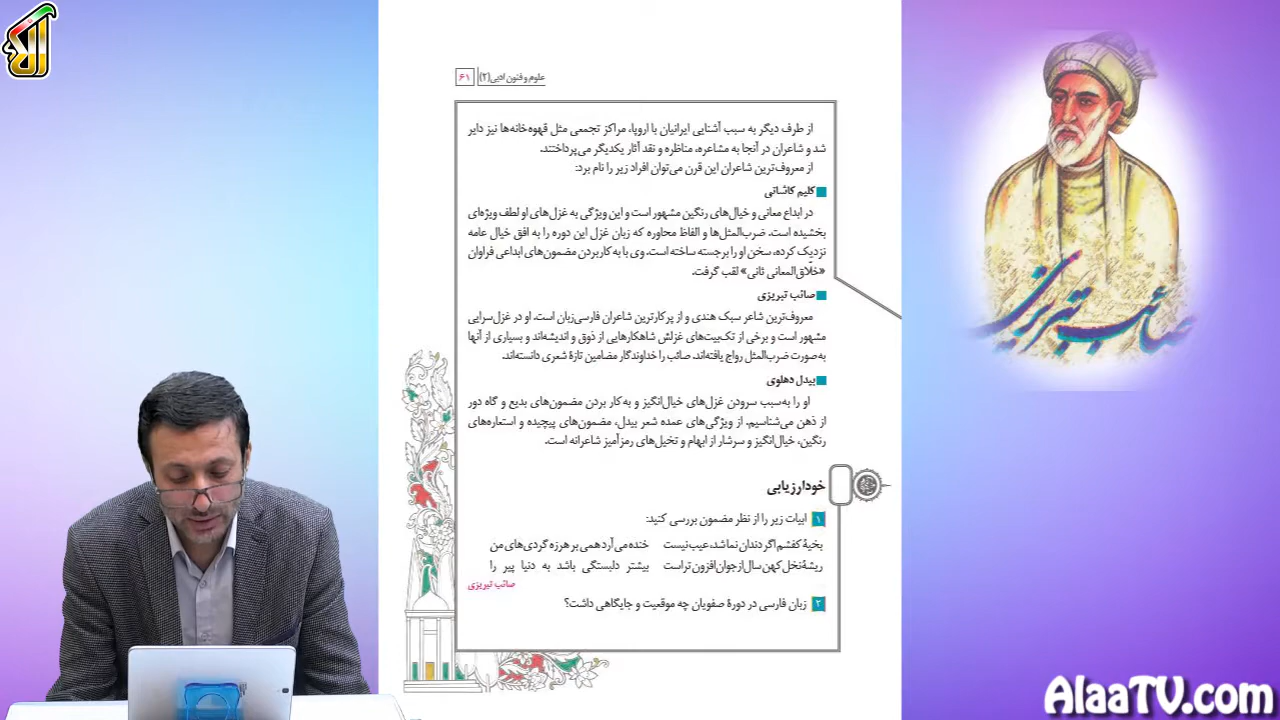 علوم و فنون ادبی(۲)
۶۱
از طرف دیگر به سبب آشنایی ایرانیان با اروپا، مراکز تجمعی مثل قهوه‌خانه‌ها نیز دایر
شد و شاعران در آنجا به مشاعره، مناظره و نقد آثار یکدیگر می‌پرداختند.
از معروف‌ترین شاعران این قرن می‌توان افراد زیر را نام برد:
کلیم کاشانی
در ابداع معانی و خیال‌های رنگین مشهور است و این ویژگی به غزل‌های او لطف ویژه‌ای
بخشیده است. ضرب‌المثل‌ها و الفاظ محاوره که زبان غزل این دوره را به افق خیال عامه
نزدیک کرده، سخن او را برجسته ساخته است. وی با به کار بردن مضمون‌های ابداعی فراوان
«خلّاق‌المعانی ثانی» لقب گرفت.
صائب تبریزی
معروف‌ترین شاعر سبک هندی و از پرکارترین شاعران فارسی‌زبان است. او در غزل‌سرایی
مشهور است و برخی از تک‌بیت‌های غزلش شاهکارهایی از ذوق و اندیشه‌اند و بسیاری از آنها
به‌صورت ضرب‌المثل رواج یافته‌اند. صائب را خداوندگار مضامین تازهٔ شعری دانسته‌اند.
بیدل دهلوی
او را به‌سبب سرودن غزل‌های خیال‌انگیز و به‌کار بردن مضمون‌های بدیع و گاه دور
از ذهن می‌شناسیم. از ویژگی‌های عمده شعر بیدل، مضمون‌های پیچیده و استعاره‌های
رنگین، خیال‌انگیز و سرشار از ابهام و تخیل‌های رمزآمیز شاعرانه است.
خودارزیابی
۱ ابیات زیر را از نظر مضمون بررسی کنید:
بخیهٔ کفشم اگر دندان نما شد، عیب نیست خنده می‌آرد همی بر هرزه گردی‌های من
ریشهٔ نخل کهن سال از جوان افزون تر است بیشتر دلبستگی باشد به دنیا پیر را
صائب تبریزی
۲ زبان فارسی در دورهٔ صفویان چه موقعیت و جایگاهی داشت؟
صائب تبریزی
AlaaTV.com